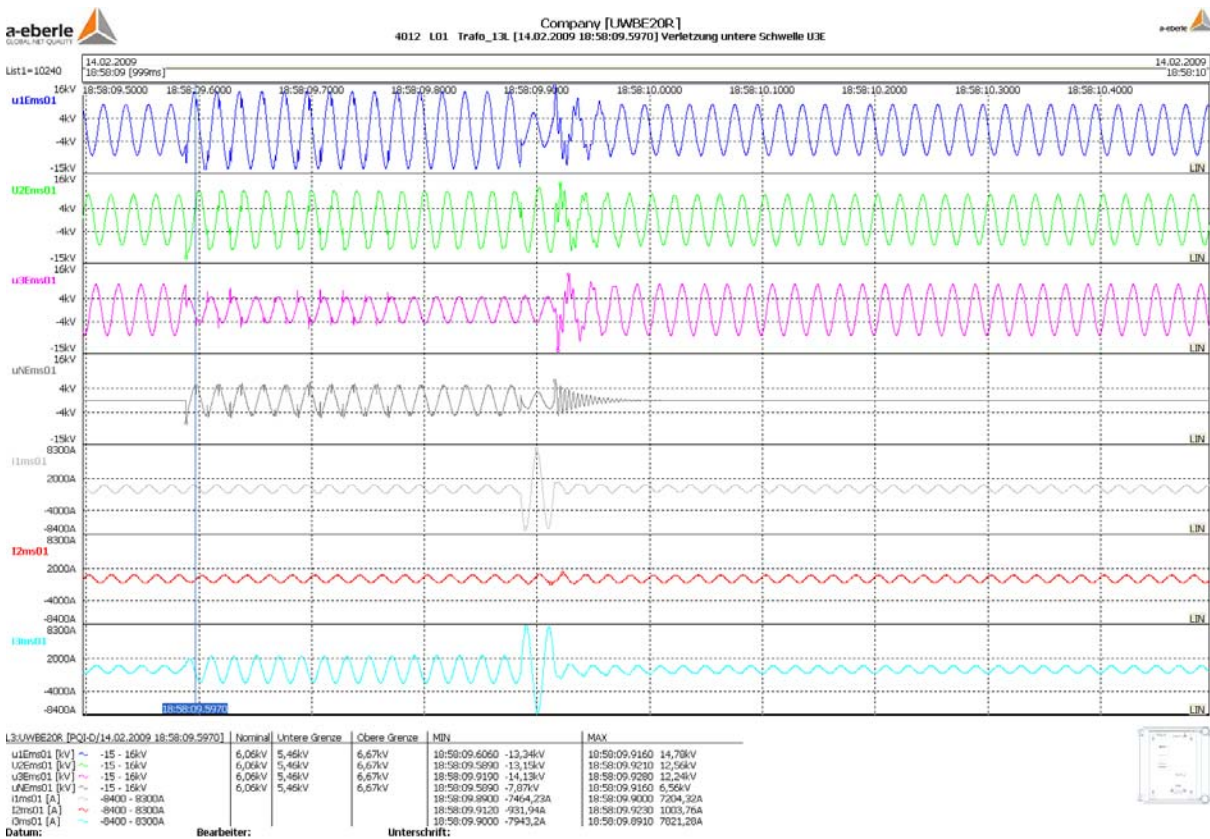 a-eberle
GLOBAL NET QUALITY
Company [UWBE20R]
4012 L01 Trafo_13L [14.02.2009 18:58:09.5970] Verletzung untere Schwelle U3E
a-eberle
List1=10240
14.02.2009 14.02.2009
18:58:09 [999ms] 18:58:10
16kV 18:58:09.5000 18:58:09.6000 18:58:09.7000 18:58:09.8000 18:58:09.9000 18:58:10.0000 18:58:10.1000 18:58:10.2000 18:58:10.3000 18:58:10.4000
u1Ems01
4kV
-4kV
-15kV LIN
16kV
U2Ems01
4kV
-4kV
-15kV LIN
16kV
u3Ems01
4kV
-4kV
-15kV LIN
16kV
uNEms01
4kV
-4kV
-15kV LIN
8300A
i1ms01
2000A
-4000A
-8400A LIN
8300A
I2ms01
2000A
-4000A
-8400A LIN
8300A
i3ms01
2000A
-4000A
-8400A LIN
18:58:09.5970
L3:UWBE20R [PQI-D/14.02.2009 18:58:09.5970] Nominal Untere Grenze Obere Grenze MIN MAX
u1Ems01 [kV] -15 - 16kV 6,06kV 5,46kV 6,67kV 18:58:09.6060 -13,34kV 18:58:09.9160 14,78kV
U2Ems01 [kV] -15 - 16kV 6,06kV 5,46kV 6,67kV 18:58:09.5890 -13,15kV 18:58:09.9210 12,56kV
u3Ems01 [kV] -15 - 16kV 6,06kV 5,46kV 6,67kV 18:58:09.9190 -14,13kV 18:58:09.9280 12,24kV
uNEms01 [kV] -15 - 16kV 6,06kV 5,46kV 6,67kV 18:58:09.5890 -7,87kV 18:58:09.9160 6,56kV
i1ms01 [A] -8400 - 8300A 18:58:09.8900 -7464,23A 18:58:09.9000 7204,32A
I2ms01 [A] -8400 - 8300A 18:58:09.9120 -931,94A 18:58:09.9230 1003,76A
i3ms01 [A] -8400 - 8300A 18:58:09.9000 -7943,2A 18:58:09.8910 7821,28A
Datum: Bearbeiter: Unterschrift: